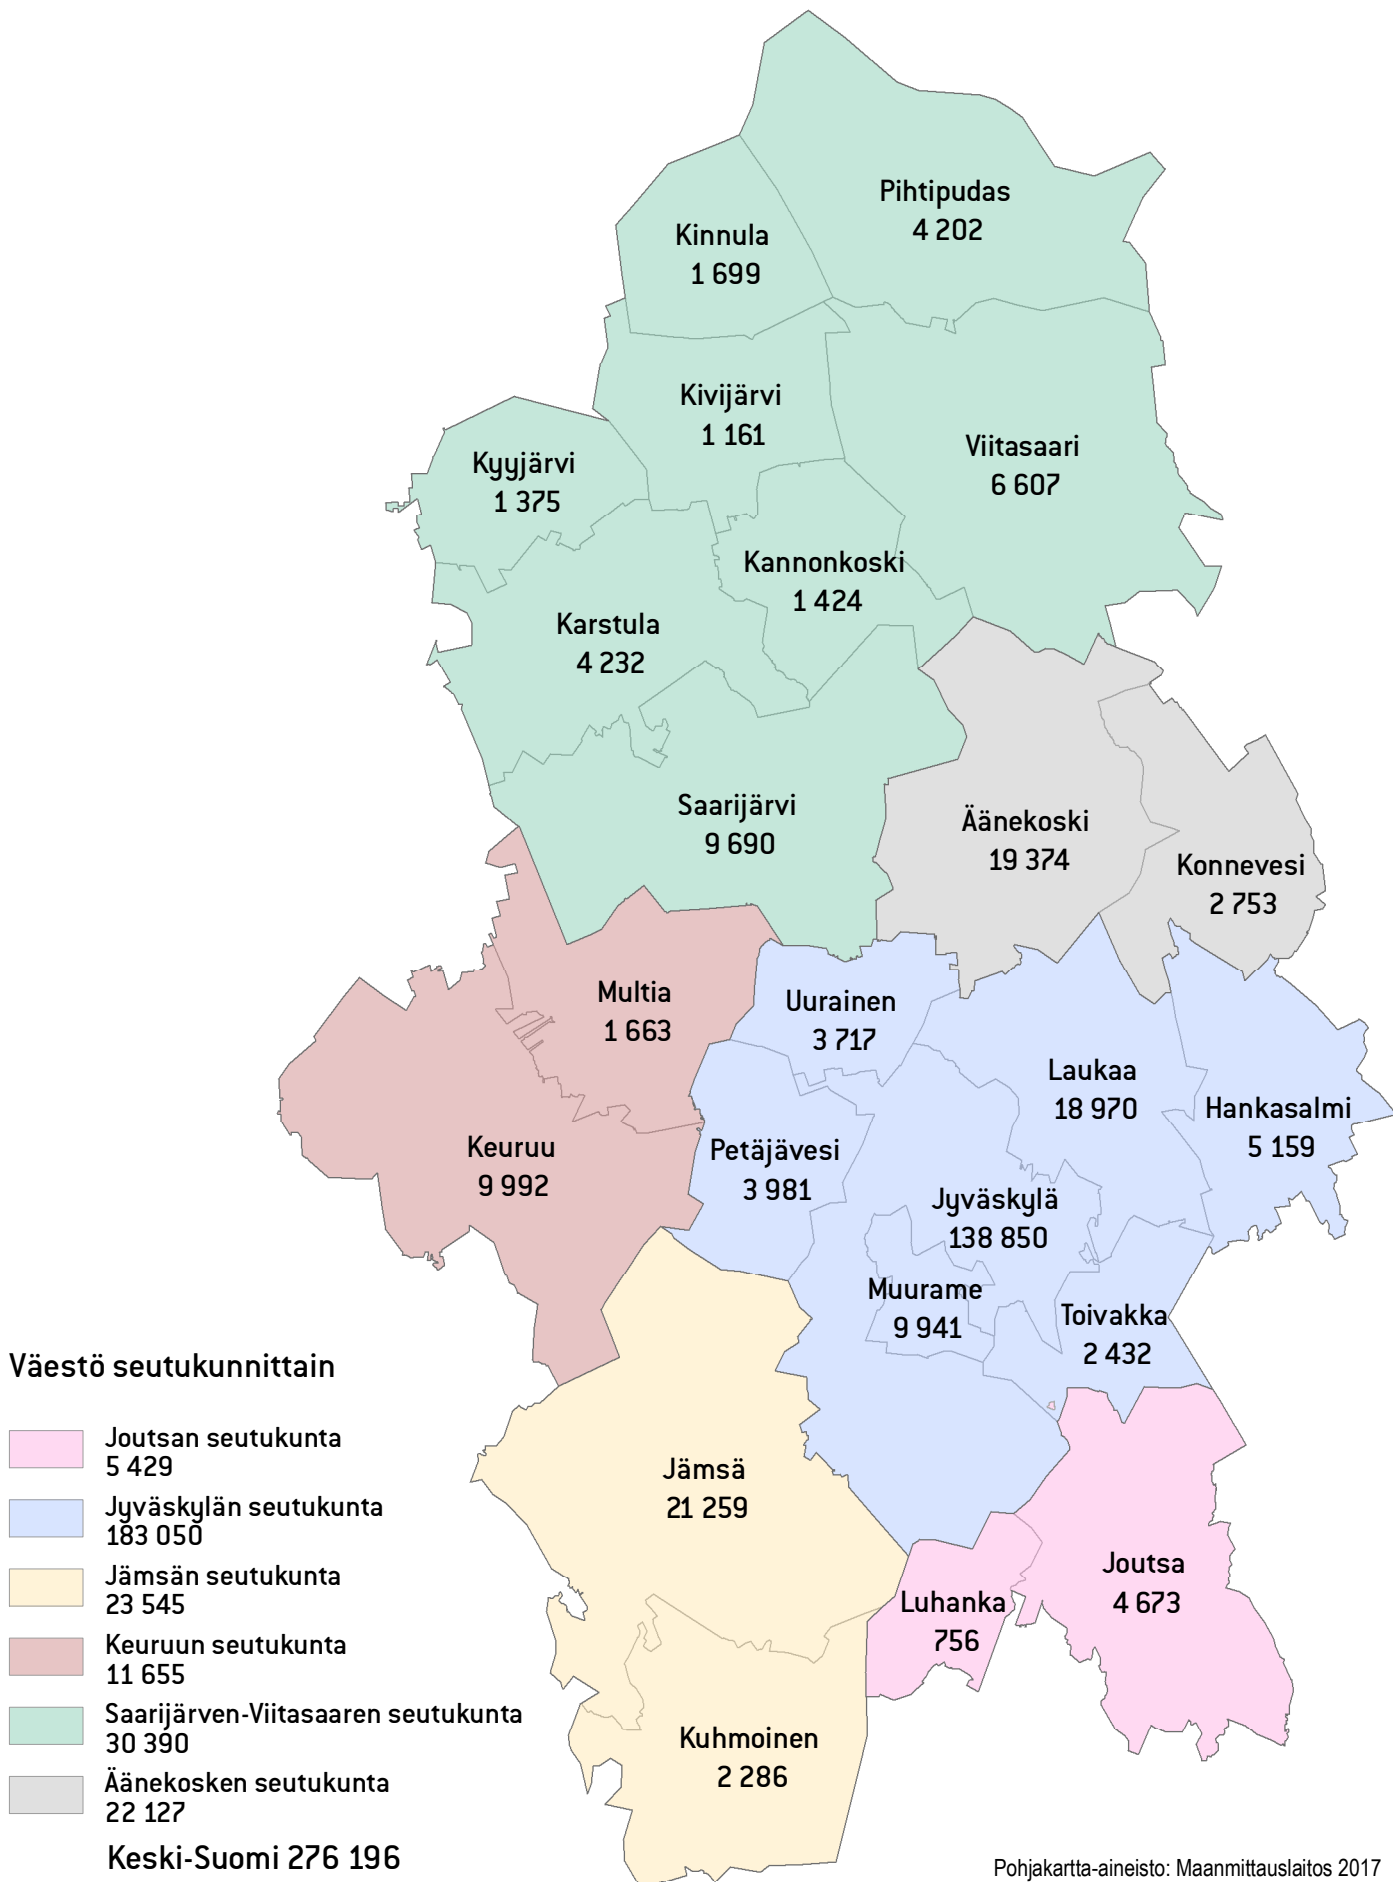 Pihtipudas
4 202
Kinnula
1 699
Kivijärvi
1 161
Viitasaari
6 607
Kyyjärvi
1 375
Kannonkoski
1 424
Karstula
4 232
Saarijärvi
9 690
Äänekoski
19 374
Konnevesi
2 753
Multia
1 663
Uurainen
3 717
Laukaa
18 970
Hankasalmi
5 159
Keuruu
9 992
Petäjävesi
3 981
Jyväskylä
138 850
Muurame
9 941
Toivakka
2 432
Jämsä
21 259
Joutsa
4 673
Luhanka
756
Kuhmoinen
2 286
Väestö seutukunnittain
Joutsan seutukunta
5 429
Jyväskylän seutukunta
183 050
Jämsän seutukunta
23 545
Keuruun seutukunta
11 655
Saarijärven-Viitasaaren seutukunta
30 390
Äänekosken seutukunta
22 127
Keski-Suomi 276 196
Pohjakartta-aineisto: Maanmittauslaitos 2017